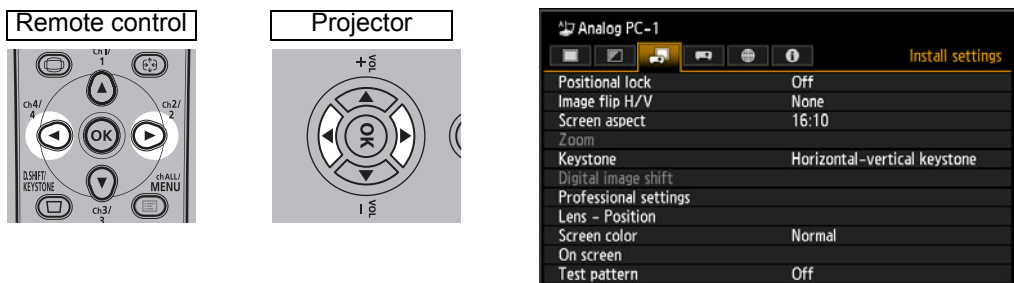 Remote control
Projector
Ch1/
1
Ch4/
4
OK
Ch2/
2
D.SHIFT/
KEYSTONE
Ch3/
3
chALL/
MENU
+ VOL
OK
− VOL
Analog PC-1
Install settings
Positional lock Off
Image flip H/V None
Screen aspect 16:10
Zoom
Keystone Horizontal-vertical keystone
Digital image shift
Professional settings
Lens - Position
Screen color Normal
On screen
Test pattern Off